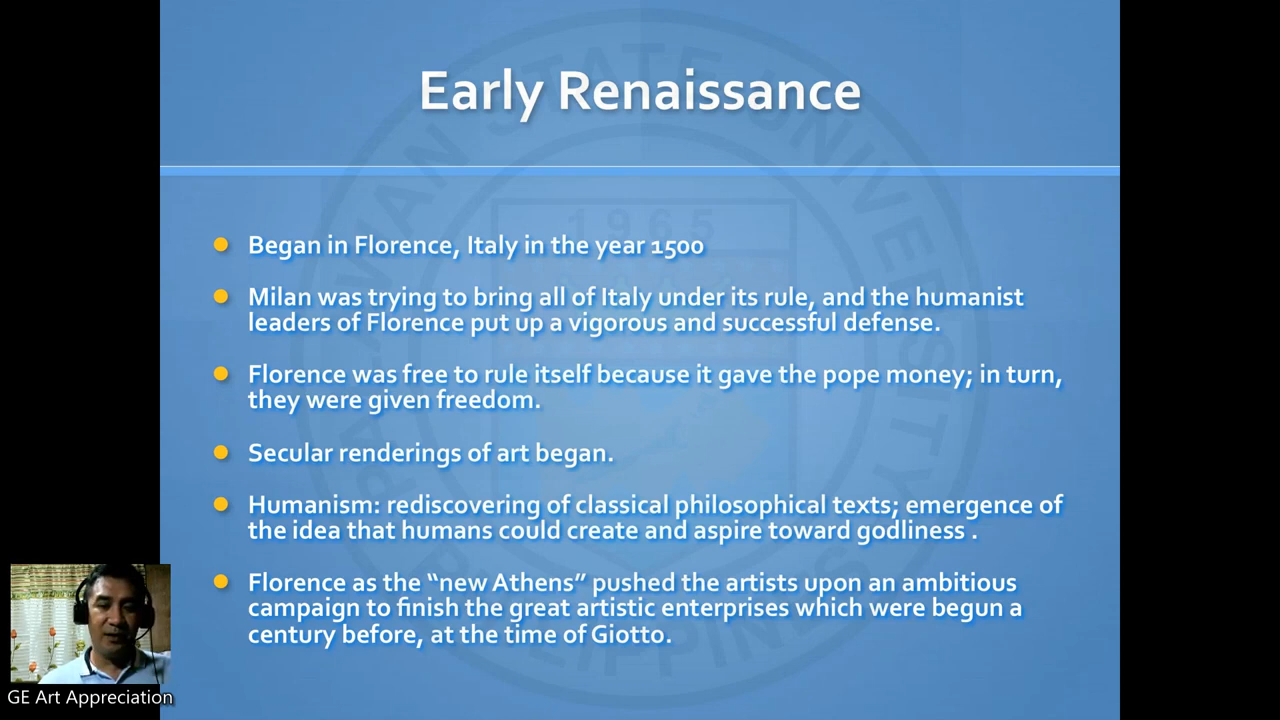 Early Renaissance
Began in Florence, Italy in the year 1500
Milan was trying to bring all of Italy under its rule, and the humanist
leaders of Florence put up a vigorous and successful defense.
Florence was free to rule itself because it gave the pope money; in turn,
they were given freedom.
Secular renderings of art began.
Humanism: rediscovering of classical philosophical texts; emergence of
the idea that humans could create and aspire toward godliness .
Florence as the “new Athens” pushed the artists upon an ambitious
campaign to finish the great artistic enterprises which were begun a
century before, at the time of Giotto.
GE Art Appreciation
PALAWAN STATE UNIVERSITY
1965
PHILIPPINES